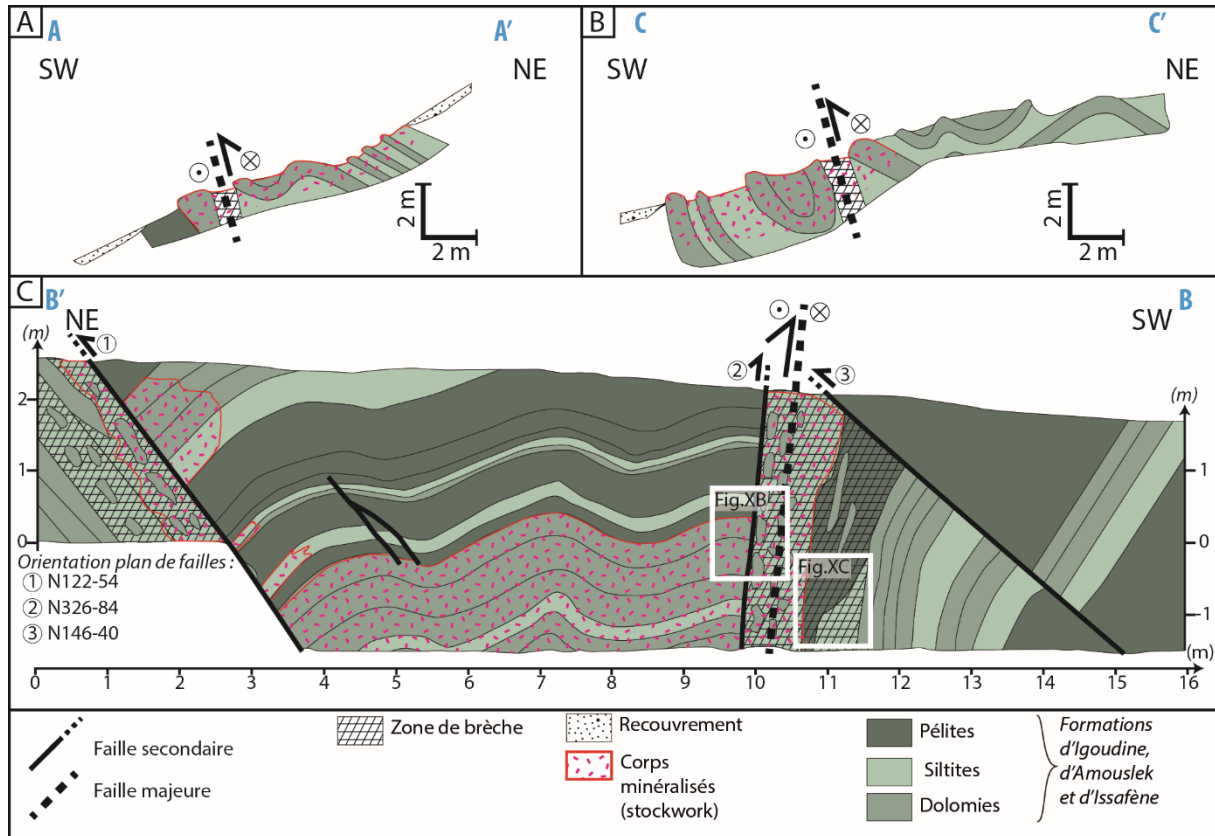 A
A
A′
SW
NE
2 m
2 m
B
C
C′
SW
NE
2 m
2 m
C
B′
B
NE
SW
(m)
(m)
①
②
③
2
1
0
1
0
-1
(m)
Fig.XB
Fig.XC
Orientation plan de failles :
① N122-54
② N326-84
③ N146-40
0 1 2 3 4 5 6 7 8 9 10 11 12 13 14 15 16
Faille secondaire
Faille majeure
Zone de brèche
Recouvrement
Corps
minéralisés
(stockwork)
Pélites
Siltites
Dolomies
Formations
d'Igoudine,
d'Amouslek
et d'Issafène